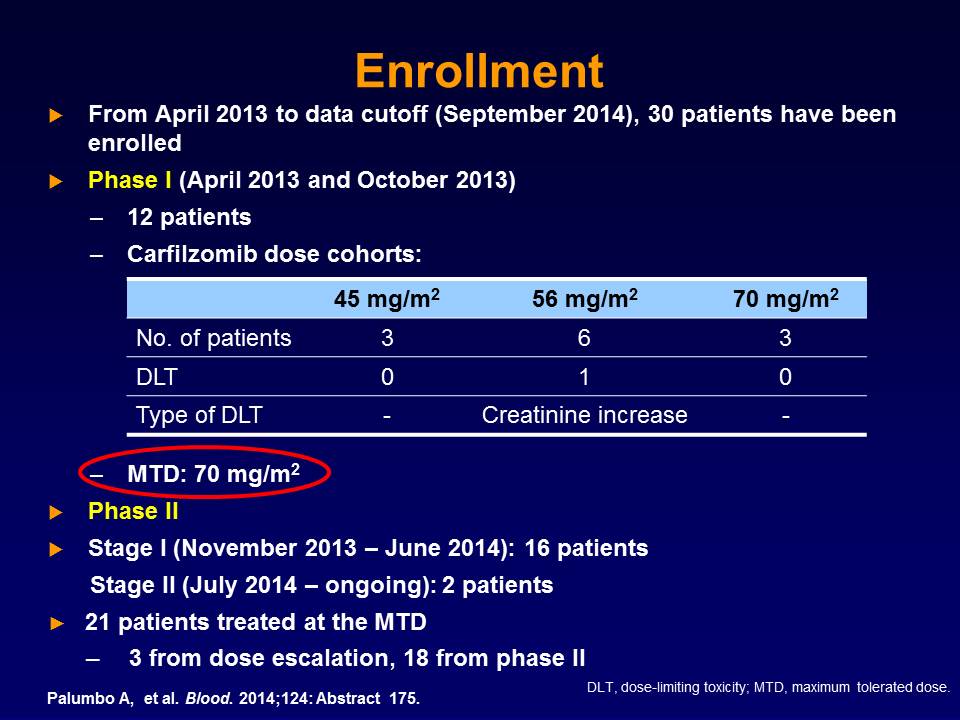 Enrollment
► From April 2013 to data cutoff (September 2014), 30 patients have been
enrolled
► Phase I (April 2013 and October 2013)
– 12 patients
– Carfilzomib dose cohorts:
45 mg/m² 56 mg/m² 70 mg/m²
No. of patients 3 6 3
DLT 0 1 0
Type of DLT - Creatinine increase -
– MTD: 70 mg/m²
► Phase II
► Stage I (November 2013 – June 2014): 16 patients
Stage II (July 2014 – ongoing): 2 patients
► 21 patients treated at the MTD
– 3 from dose escalation, 18 from phase II
DLT, dose-limiting toxicity; MTD, maximum tolerated dose.
Palumbo A, et al. Blood. 2014;124: Abstract 175.